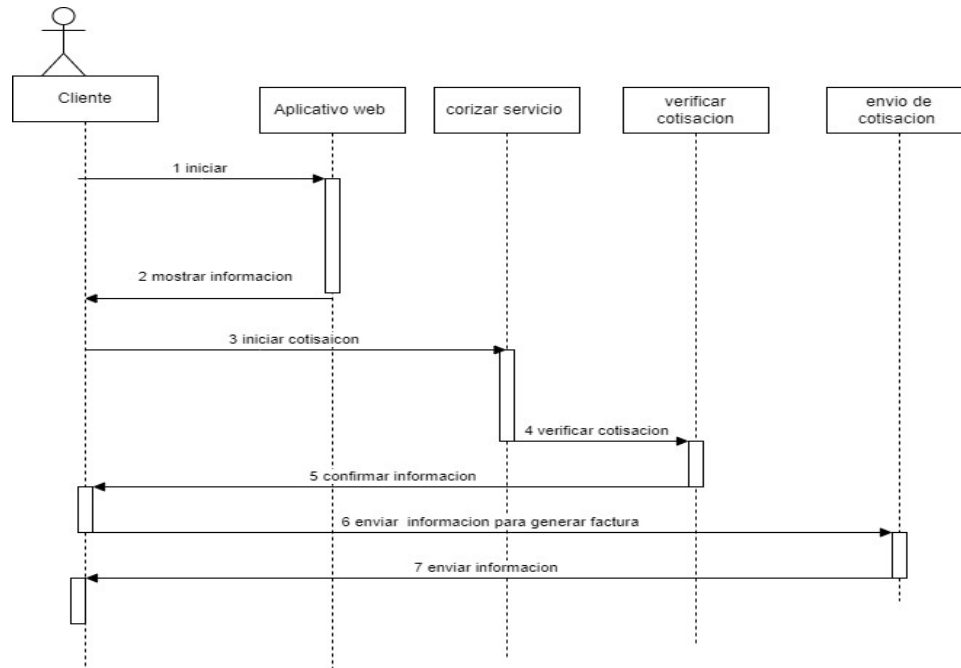 Cliente
Aplicativo web
corizar servicio
verificar
cotisacion
envio de
cotisacion
1 iniciar
2 mostrar informacion
3 iniciar cotisaicon
4 verificar cotisacion
5 confirmar informacion
6 enviar informacion para generar factura
7 enviar informacion